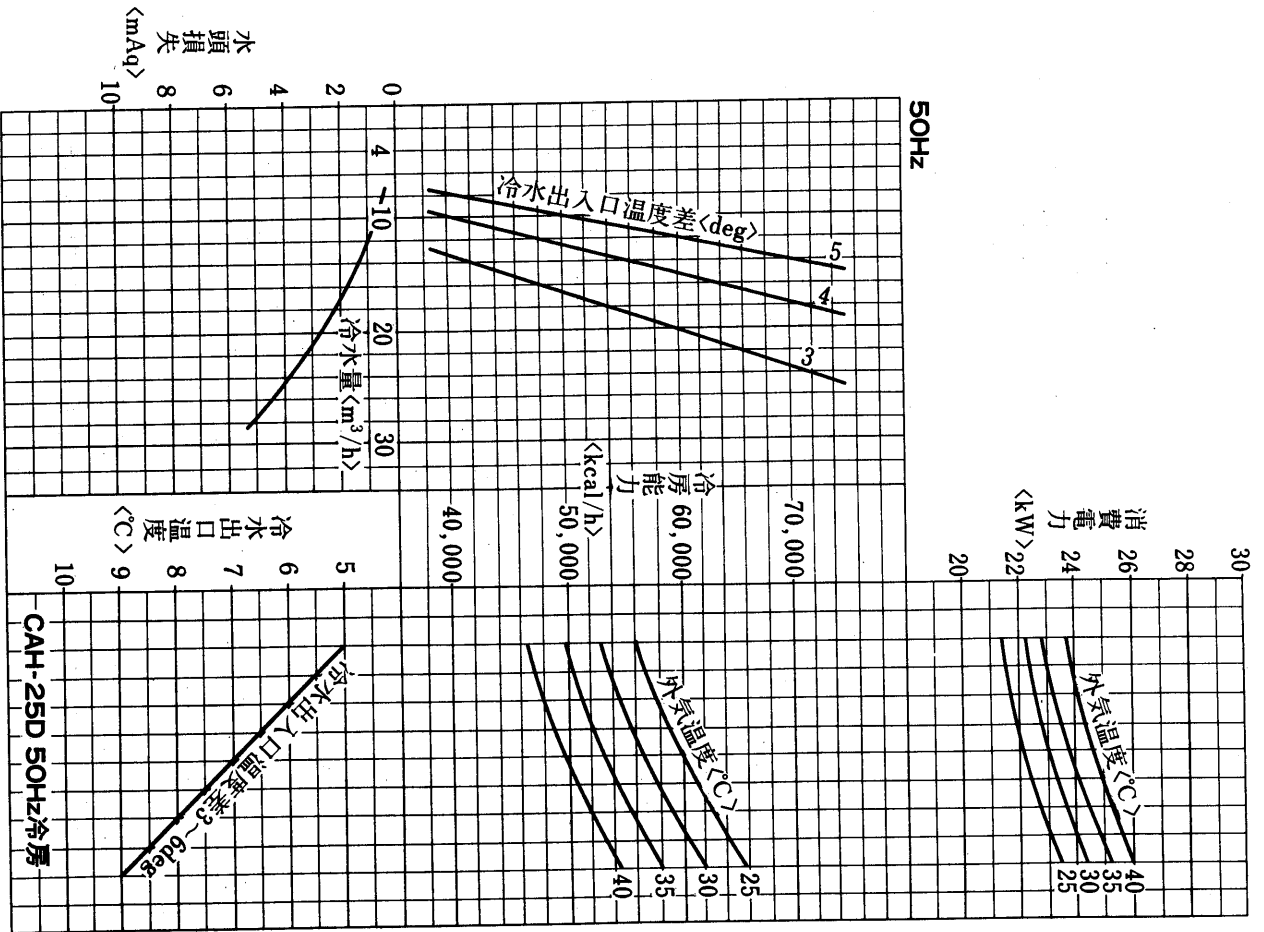 50Hz
水頭損失
<mAq>
10
8
6
4
2
0
4
10
20
30
冷水量<m³/h>
冷水出入口温度差<deg>
5
4
3
冷房能力
<kcal/h>
40,000
50,000
60,000
70,000
外気温度<℃>
25
30
35
40
消費電力
<kW>
20
22
24
26
28
30
外気温度<℃>
40
35
30
25
冷水出口温度
<℃>
10
9
8
7
6
5
冷水出入口温度差3～6deg
CAH-25D 50Hz冷房